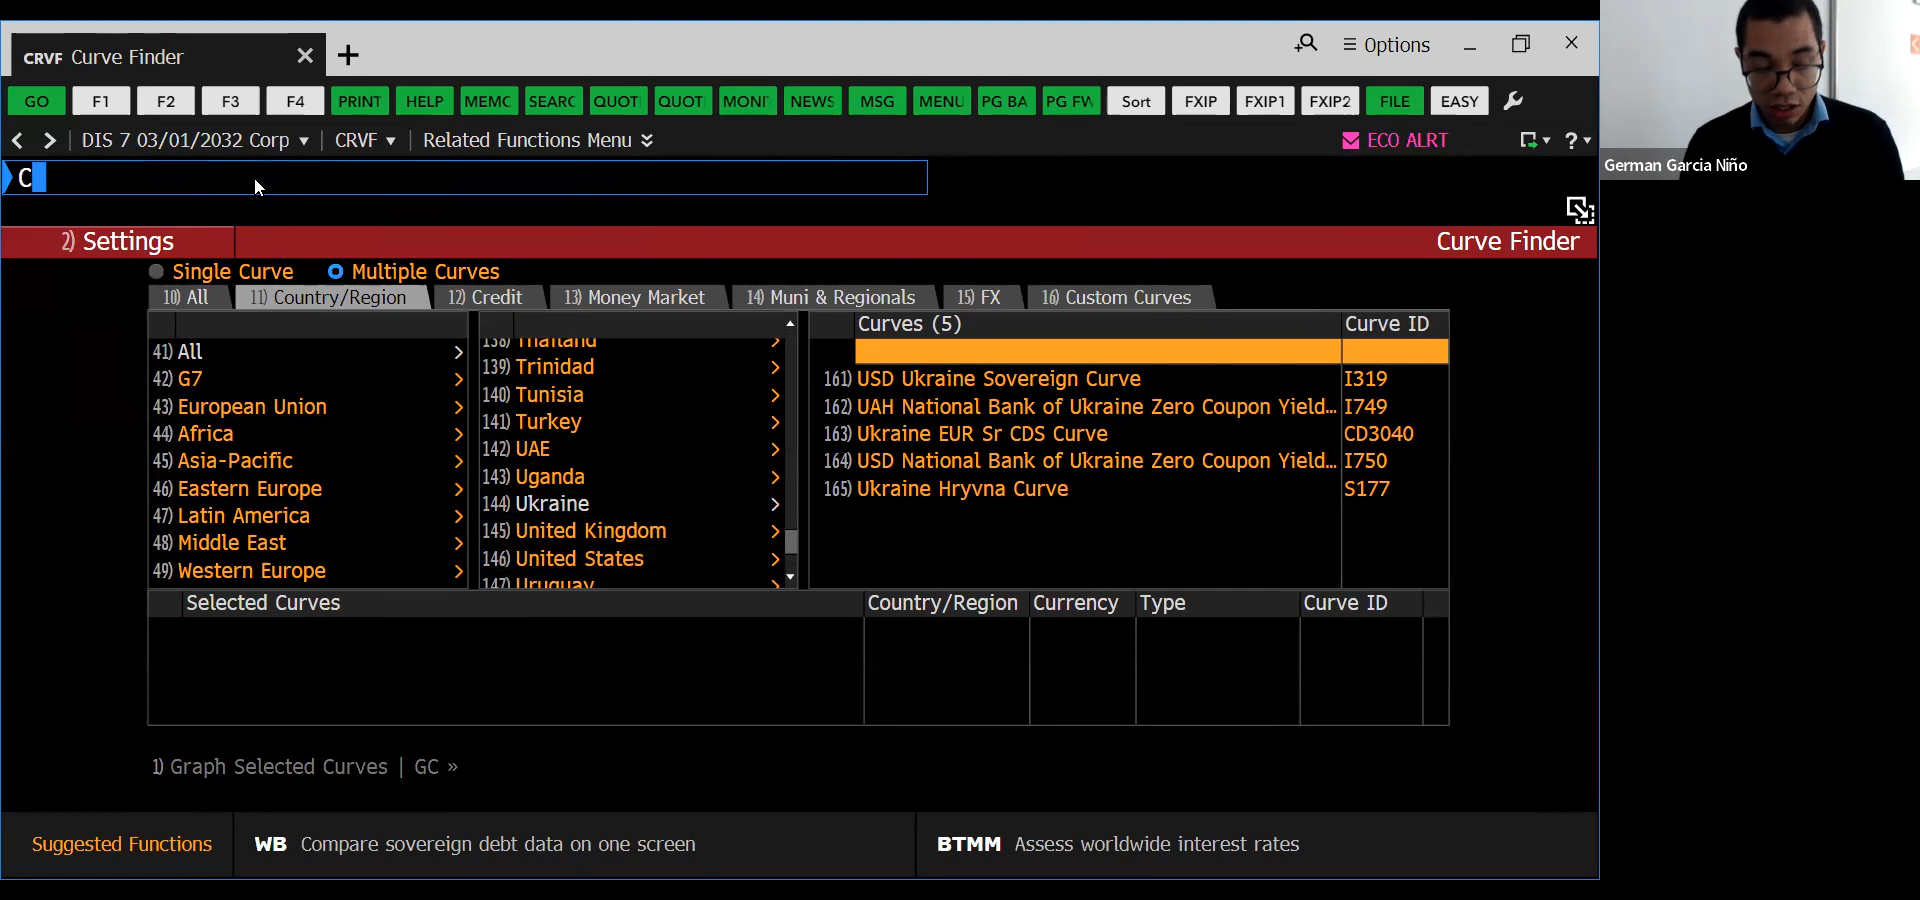 CRVF Curve Finder
Options
GO F1 F2 F3 F4 PRINT HELP MEMC SEARC QUOT QUOT MONI NEWS MSG MENU PG BA PG FW Sort FXIP FXIP1 FXIP2 FILE EASY
DIS 7 03/01/2032 Corp CRVF Related Functions Menu ECO ALRT ?
German Garcia Niño
C
2) Settings Curve Finder
Single Curve Multiple Curves
10) All 11) Country/Region 12) Credit 13) Money Market 14) Muni & Regionals 15) FX 16) Custom Curves
Curves (5) Curve ID
41) All
42) G7
43) European Union
44) Africa
45) Asia-Pacific
46) Eastern Europe
47) Latin America
48) Middle East
49) Western Europe
138) Thailand
139) Trinidad
140) Tunisia
141) Turkey
142) UAE
143) Uganda
144) Ukraine
145) United Kingdom
146) United States
147) Uruguay
161) USD Ukraine Sovereign Curve I319
162) UAH National Bank of Ukraine Zero Coupon Yield... I749
163) Ukraine EUR Sr CDS Curve CD3040
164) USD National Bank of Ukraine Zero Coupon Yield... I750
165) Ukraine Hryvna Curve S177
Selected Curves Country/Region Currency Type Curve ID
1) Graph Selected Curves | GC »
Suggested Functions WB Compare sovereign debt data on one screen BTMM Assess worldwide interest rates